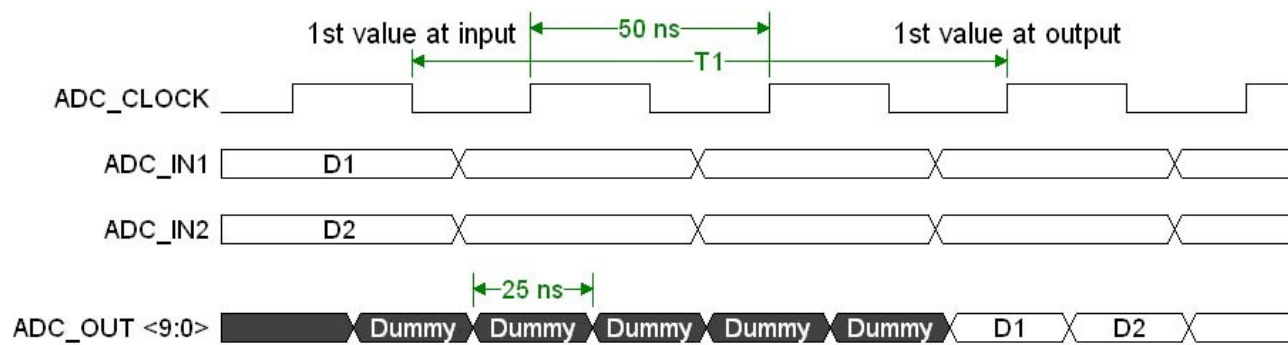 1st value at input 50 ns 1st value at output
T1
ADC_CLOCK
ADC_IN1 D1
ADC_IN2 D2
25 ns
ADC_OUT <9:0> Dummy Dummy Dummy Dummy Dummy D1 D2